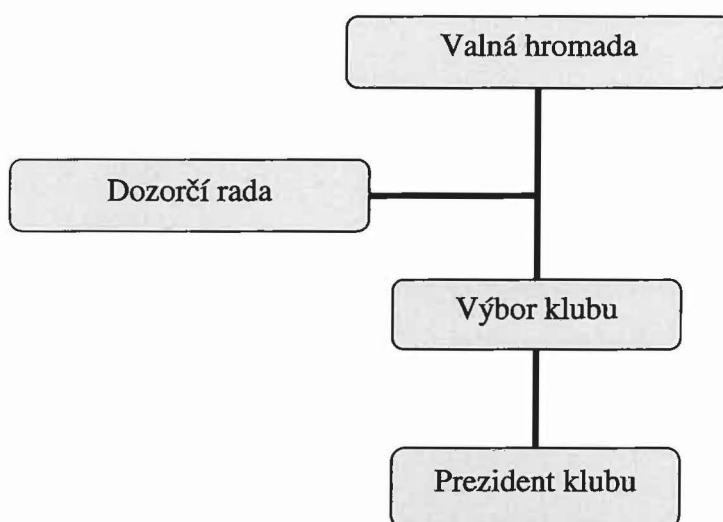 Valná hromada
Dozorčí rada
Výbor klubu
Prezident klubu